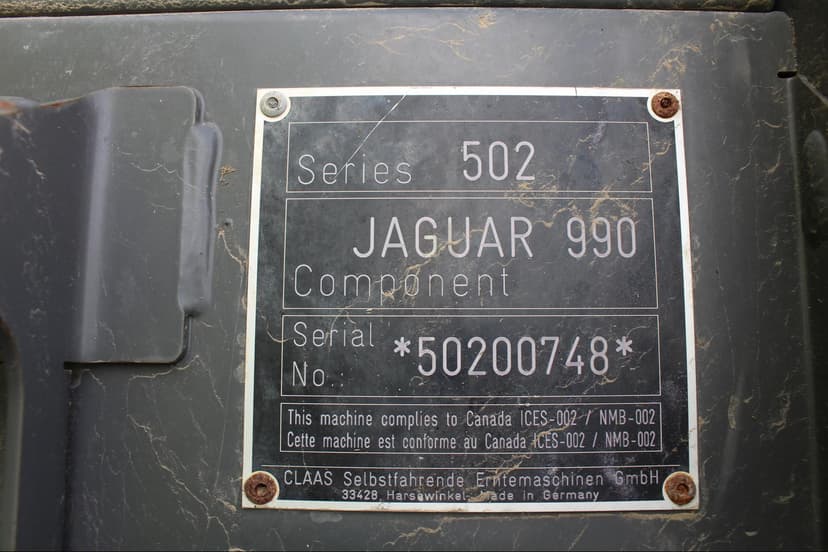 Series 502
JAGUAR 990
Component
Serial
No.: *50200748*
This machine complies to Canada ICES-002 / NMB-002
Cette machine est conforme au Canada ICES-002 / NMB-002
CLAAS Selbstfahrende Erntemaschinen GmbH
33428 Harsewinkel Made in Germany